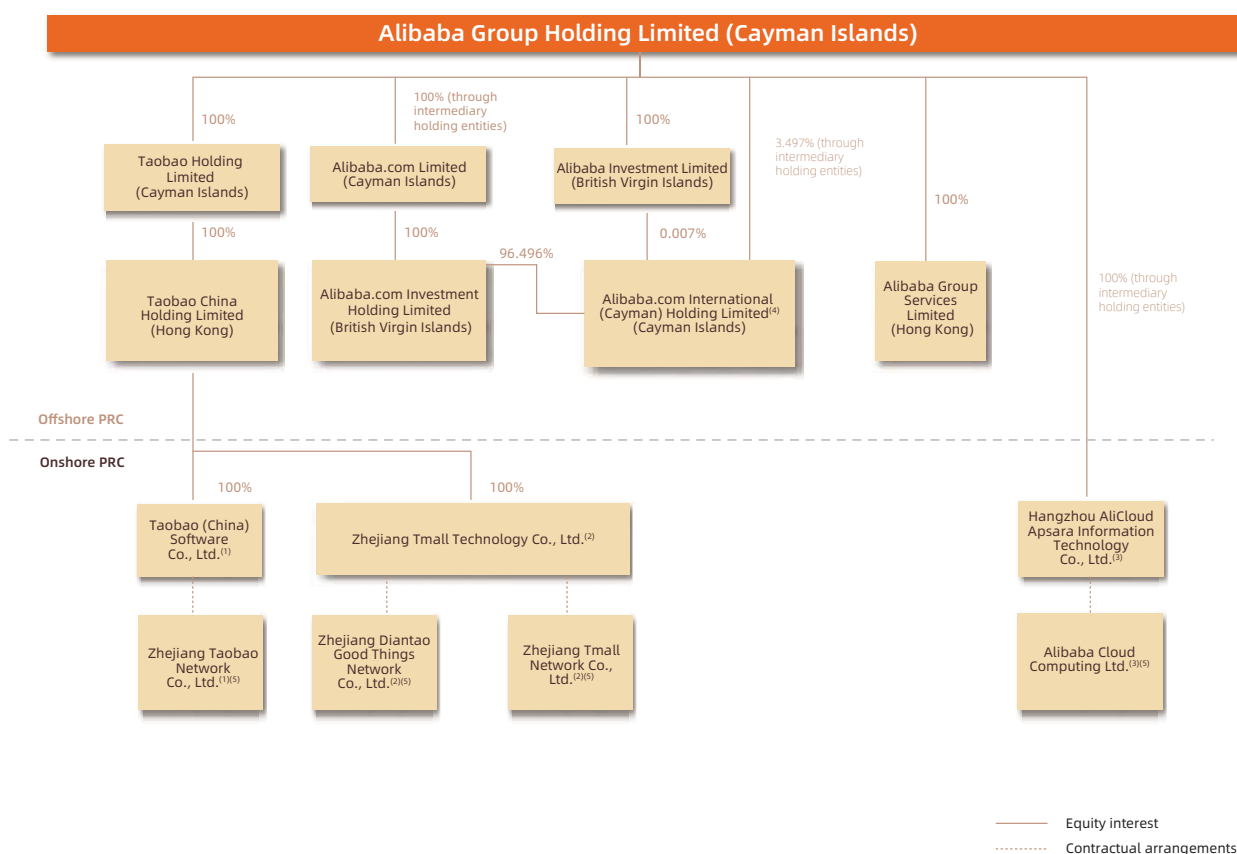 Alibaba Group Holding Limited (Cayman Islands)
100% (through
intermediary
holding entities)
100%
100%
3.497% (through
intermediary
holding entities)
Taobao Holding
Limited
(Cayman Islands)
Alibaba.com Limited
(Cayman Islands)
Alibaba Investment Limited
(British Virgin Islands)
100%
100%
100%
0.007%
96.496%
100% (through
intermediary
holding entities)
Taobao China
Holding Limited
(Hong Kong)
Alibaba.com Investment
Holding Limited
(British Virgin Islands)
Alibaba.com International
(Cayman) Holding Limited(4)
(Cayman Islands)
Alibaba Group
Services
Limited
(Hong Kong)
Offshore PRC
Onshore PRC
100%
100%
Taobao (China)
Software
Co., Ltd.(1)
Zhejiang Tmall Technology Co., Ltd.(2)
Hangzhou AliCloud
Apsara Information
Technology
Co., Ltd.(3)
Zhejiang Taobao
Network
Co., Ltd.(1)(5)
Zhejiang Diantao
Good Things
Network
Co., Ltd.(2)(5)
Zhejiang Tmall
Network Co.,
Ltd.(2)(5)
Alibaba Cloud
Computing Ltd.(3)(5)
Equity interest
Contractual arrangements